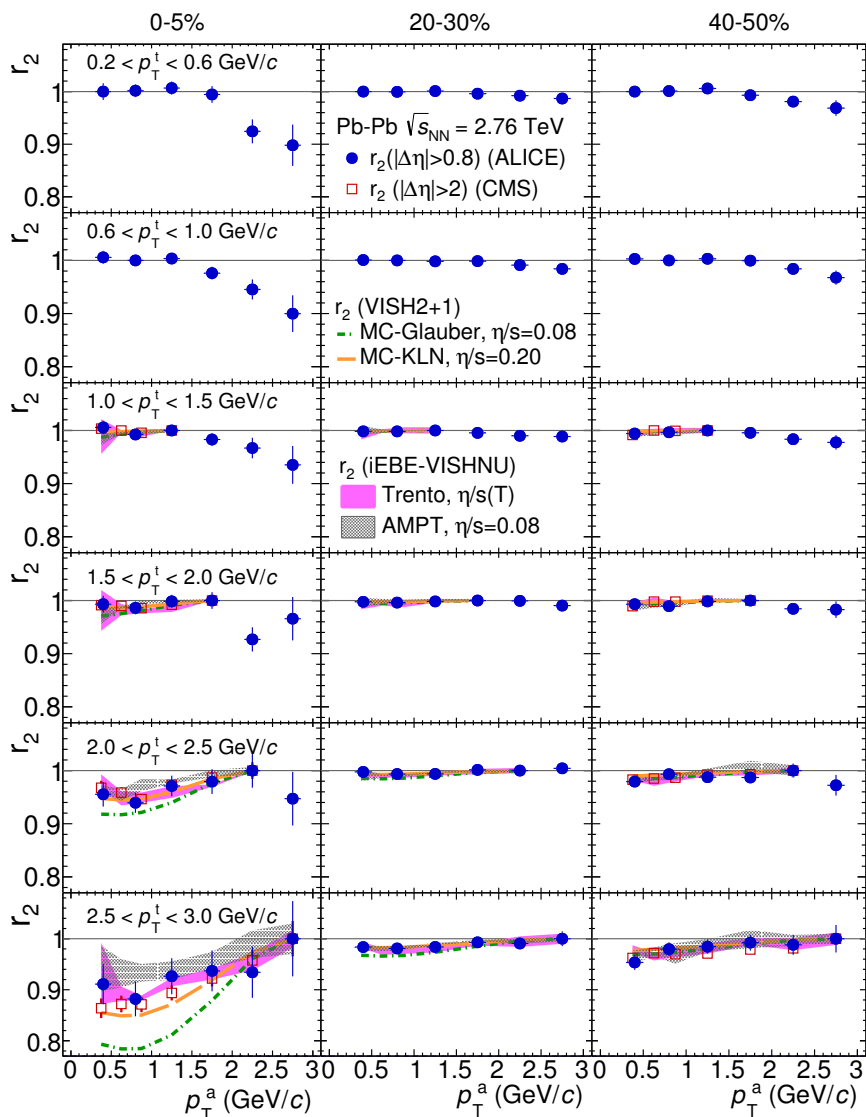 0-5% 20-30% 40-50%
r₂
0.2 < p_T^t < 0.6 GeV/c
1
0.9
0.8
Pb-Pb √s_NN = 2.76 TeV
r₂(|Δη|>0.8) (ALICE)
r₂ (|Δη|>2) (CMS)
r₂
0.6 < p_T^t < 1.0 GeV/c
1
0.9
0.8
r₂ (VISH2+1)
MC-Glauber, η/s=0.08
MC-KLN, η/s=0.20
r₂
1.0 < p_T^t < 1.5 GeV/c
1
0.9
0.8
r₂ (iEBE-VISHNU)
Trento, η/s(T)
AMPT, η/s=0.08
r₂
1.5 < p_T^t < 2.0 GeV/c
1
0.9
0.8
r₂
2.0 < p_T^t < 2.5 GeV/c
1
0.9
0.8
r₂
2.5 < p_T^t < 3.0 GeV/c
1
0.9
0.8
0 0.5 1 1.5 2 2.5 3 0 0.5 1 1.5 2 2.5 3 0 0.5 1 1.5 2 2.5 3
p_T^a (GeV/c) p_T^a (GeV/c) p_T^a (GeV/c)